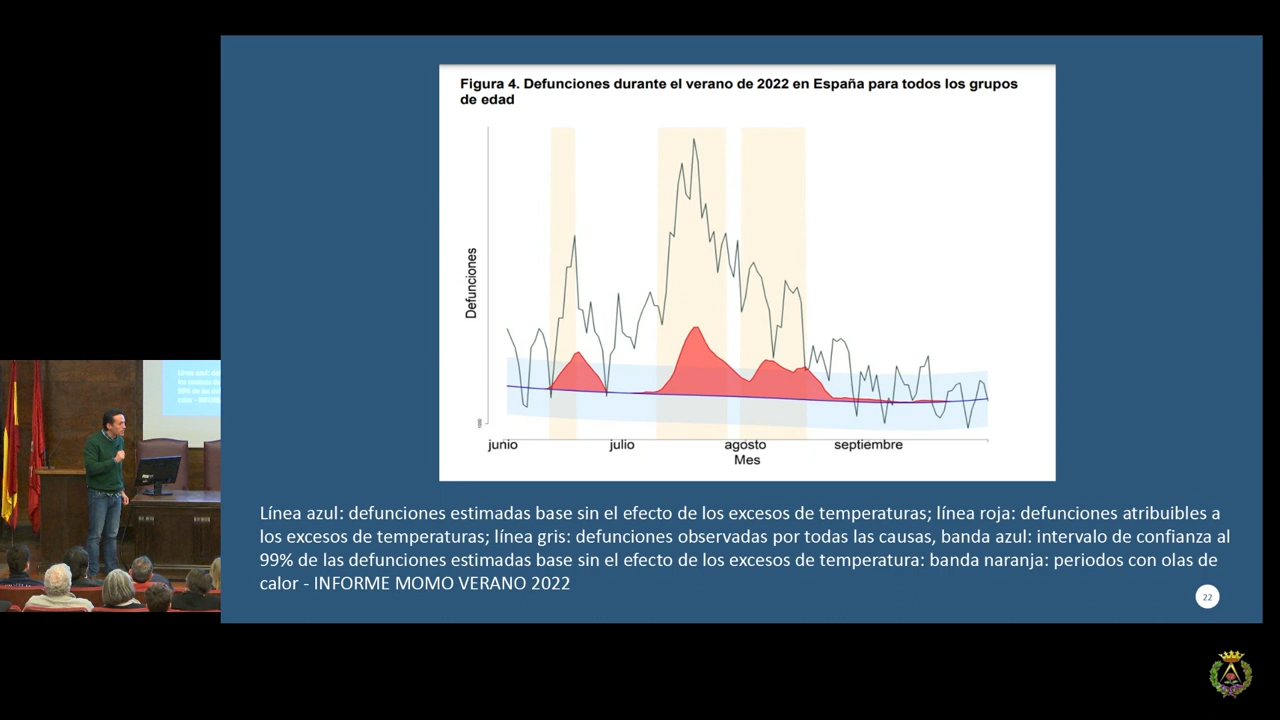 Figura 4. Defunciones durante el verano de 2022 en España para todos los grupos
de edad
Defunciones
junio
julio
agosto
septiembre
Mes
Línea azul: defunciones estimadas base sin el efecto de los excesos de temperaturas; línea roja: defunciones atribuibles a
los excesos de temperaturas; línea gris: defunciones observadas por todas las causas, banda azul: intervalo de confianza al
99% de las defunciones estimadas base sin el efecto de los excesos de temperatura: banda naranja: periodos con olas de
calor - INFORME MOMO VERANO 2022
22